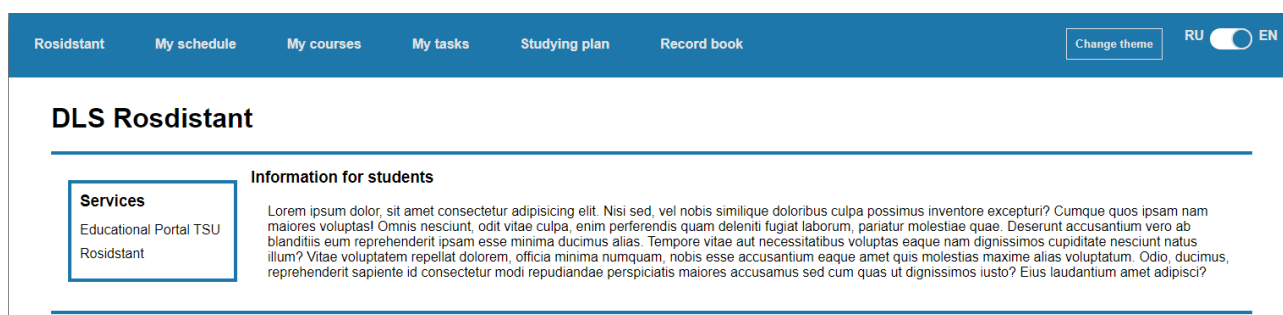 Rosidstant My schedule My courses My tasks Studying plan Record book Change theme RU EN
DLS Rosdistant
Services
Educational Portal TSU
Rosidstant
Information for students
Lorem ipsum dolor, sit amet consectetur adipisicing elit. Nisi sed, vel nobis similique doloribus culpa possimus inventore excepturi? Cumque quos ipsam nam
maiores voluptas! Omnis nesciunt, odit vitae culpa, enim perferendis quam deleniti fugiat laborum, pariatur molestiae quae. Deserunt accusantium vero ab
blanditiis eum reprehenderit ipsam esse minima ducimus alias. Tempore vitae aut necessitatibus voluptas eaque nam dignissimos cupiditate nesciunt natus
illum? Vitae voluptatem repellat dolorem, officia minima numquam, nobis esse accusantium eaque amet quis molestias maxime alias voluptatum. Odio, ducimus,
reprehenderit sapiente id consectetur modi repudiandae perspiciatis maiores accusamus sed cum quas ut dignissimos iusto? Eius laudantium amet adipisci?